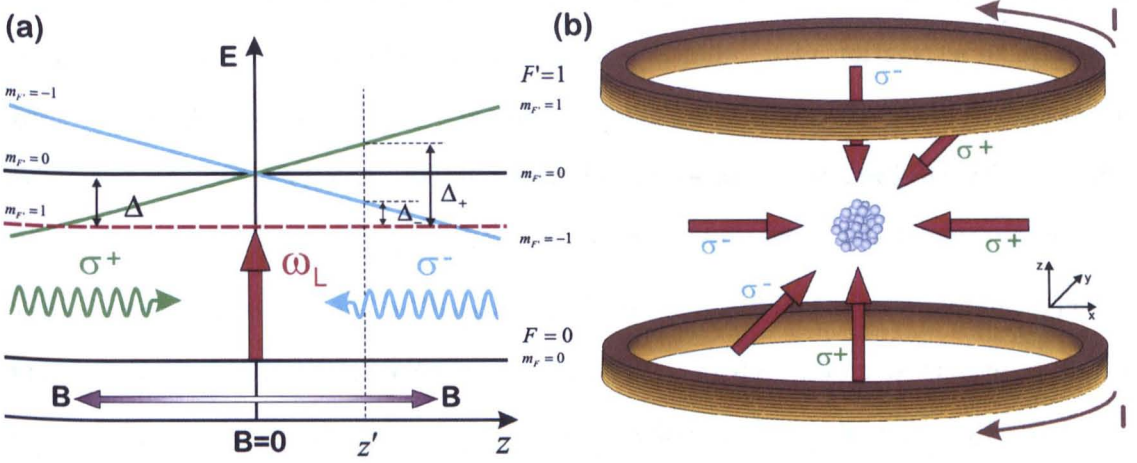 (a)
E
F'=1
m_F' = -1
m_F' = 1
m_F' = 0
m_F' = 0
Δ
Δ_+
Δ_-
m_F' = 1
m_F' = -1
σ+
ω_L
σ-
F = 0
m_F = 0
B
B
B=0
z'
z
(b)
I
σ-
σ+
σ-
σ+
σ-
σ+
z
y
x
I